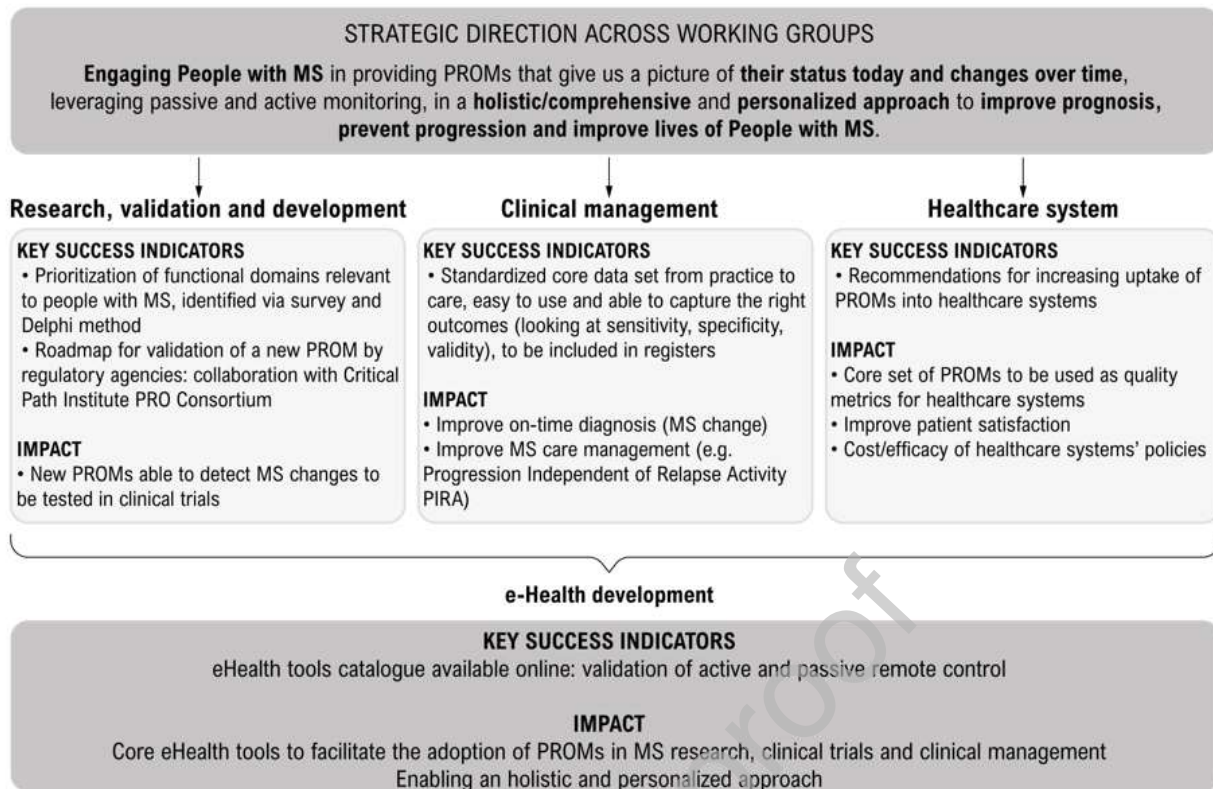 STRATEGIC DIRECTION ACROSS WORKING GROUPS
Engaging People with MS in providing PROMs that give us a picture of their status today and changes over time,
leveraging passive and active monitoring, in a holistic/comprehensive and personalized approach to improve prognosis,
prevent progression and improve lives of People with MS.
Research, validation and development
KEY SUCCESS INDICATORS
• Prioritization of functional domains relevant
to people with MS, identified via survey and
Delphi method
• Roadmap for validation of a new PROM by
regulatory agencies: collaboration with Critical
Path Institute PRO Consortium
IMPACT
• New PROMs able to detect MS changes to
be tested in clinical trials
Clinical management
KEY SUCCESS INDICATORS
• Standardized core data set from practice to
care, easy to use and able to capture the right
outcomes (looking at sensitivity, specificity,
validity), to be included in registers
IMPACT
• Improve on-time diagnosis (MS change)
• Improve MS care management (e.g.
Progression Independent of Relapse Activity
PIRA)
Healthcare system
KEY SUCCESS INDICATORS
• Recommendations for increasing uptake of
PROMs into healthcare systems
IMPACT
• Core set of PROMs to be used as quality
metrics for healthcare systems
• Improve patient satisfaction
• Cost/efficacy of healthcare systems' policies
e-Health development
KEY SUCCESS INDICATORS
eHealth tools catalogue available online: validation of active and passive remote control
IMPACT
Core eHealth tools to facilitate the adoption of PROMs in MS research, clinical trials and clinical management
Enabling an holistic and personalized approach
proof